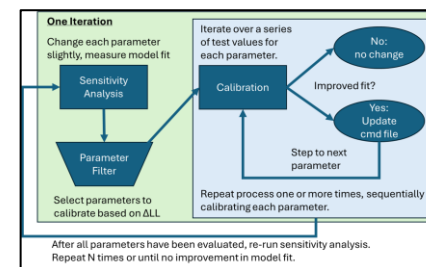 One Iteration
Change each parameter
slightly, measure model fit
Sensitivity
Analysis
Parameter
Filter
Select parameters to
calibrate based on ΔLL
Iterate over a series
of test values for
each parameter.
Calibration
No:
no change
Improved fit?
Yes:
Update
cmd file
Step to next
parameter
Repeat process one or more times, sequentially
calibrating each parameter.
After all parameters have been evaluated, re-run sensitivity analysis.
Repeat N times or until no improvement in model fit.